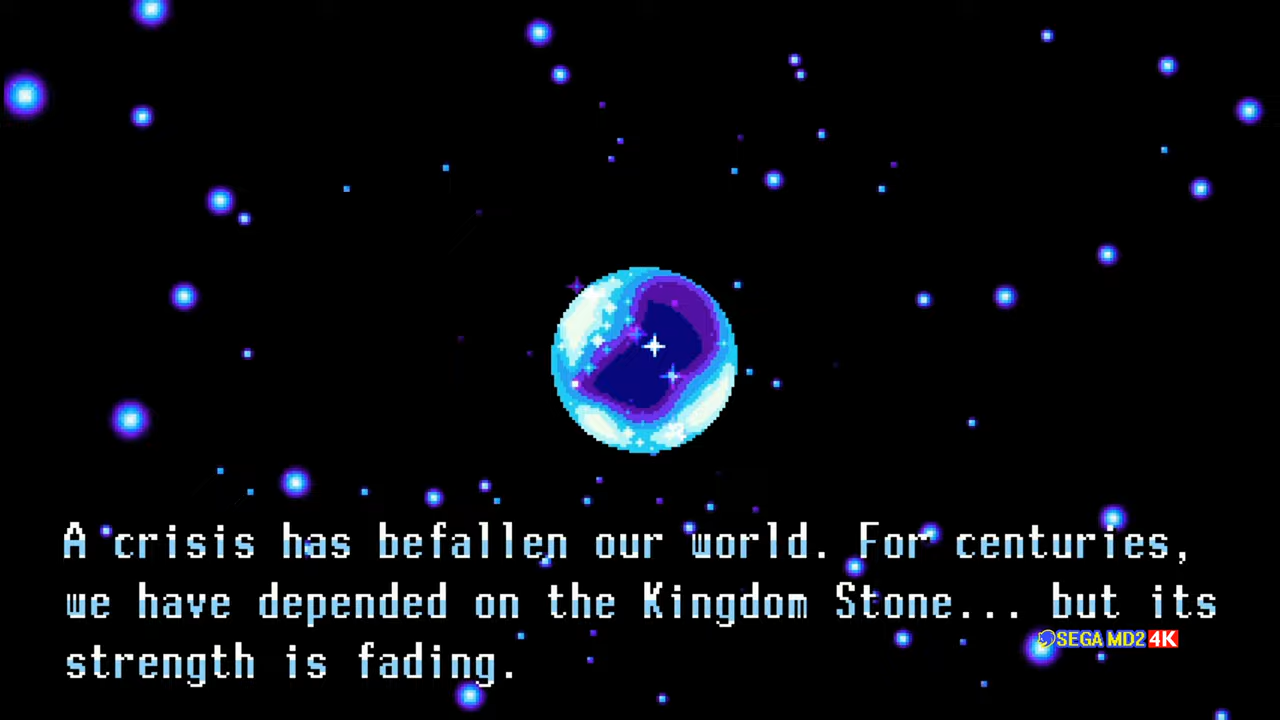 A crisis has befallen our world. For centuries,
we have depended on the Kingdom Stone... but its
SEGA MD2 4K
strength is fading.